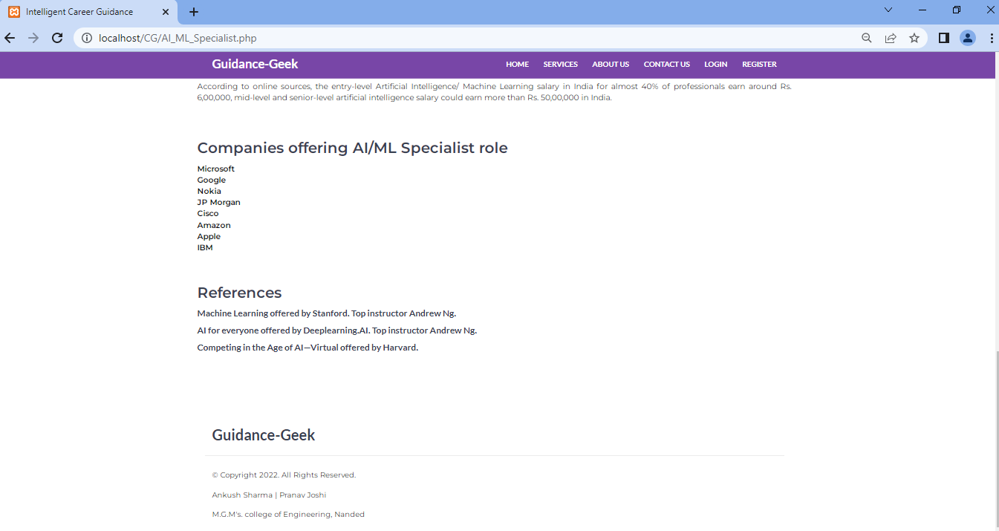 Intelligent Career Guidance
localhost/CG/AI_ML_Specialist.php
Guidance-Geek
HOME SERVICES ABOUT US CONTACT US LOGIN REGISTER
According to online sources, the entry-level Artificial Intelligence/ Machine Learning salary in India for almost 40% of professionals earn around Rs.
6,00,000, mid-level and senior-level artificial intelligence salary could earn more than Rs. 50,00,000 in India.
Companies offering AI/ML Specialist role
Microsoft
Google
Nokia
JP Morgan
Cisco
Amazon
Apple
IBM
References
Machine Learning offered by Stanford. Top instructor Andrew Ng.
AI for everyone offered by Deeplearning.AI. Top instructor Andrew Ng.
Competing in the Age of AI—Virtual offered by Harvard.
Guidance-Geek
© Copyright 2022. All Rights Reserved.
Ankush Sharma | Pranav Joshi
M.G.M's. college of Engineering, Nanded